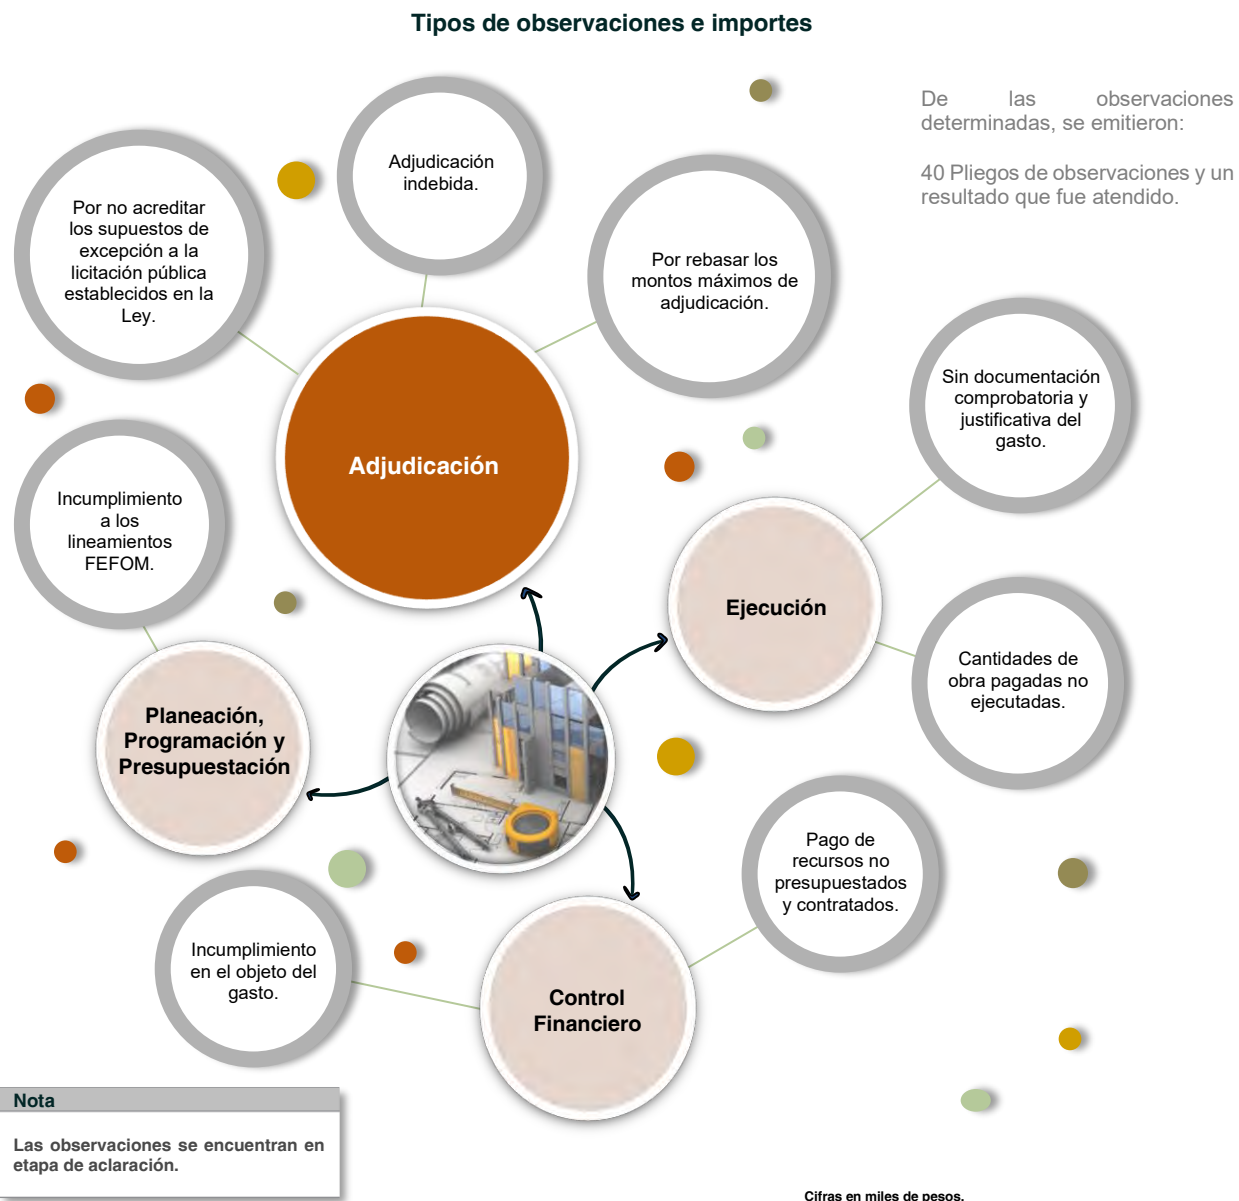 Tipos de observaciones e importes
De las observaciones
determinadas, se emitieron:
40 Pliegos de observaciones y un
resultado que fue atendido.
Adjudicación
indebida.
Por no acreditar
los supuestos de
excepción a la
licitación pública
establecidos en la
Ley.
Por rebasar los
montos máximos de
adjudicación.
Sin documentación
comprobatoria y
justificativa del
gasto.
Adjudicación
Incumplimiento
a los
lineamientos
FEFOM.
Ejecución
Cantidades de
obra pagadas no
ejecutadas.
Planeación,
Programación y
Presupuestación
Pago de
recursos no
presupuestados
y contratados.
Incumplimiento
en el objeto del
gasto.
Control
Financiero
Nota
Las observaciones se encuentran en
etapa de aclaración.
Cifras en miles de pesos.